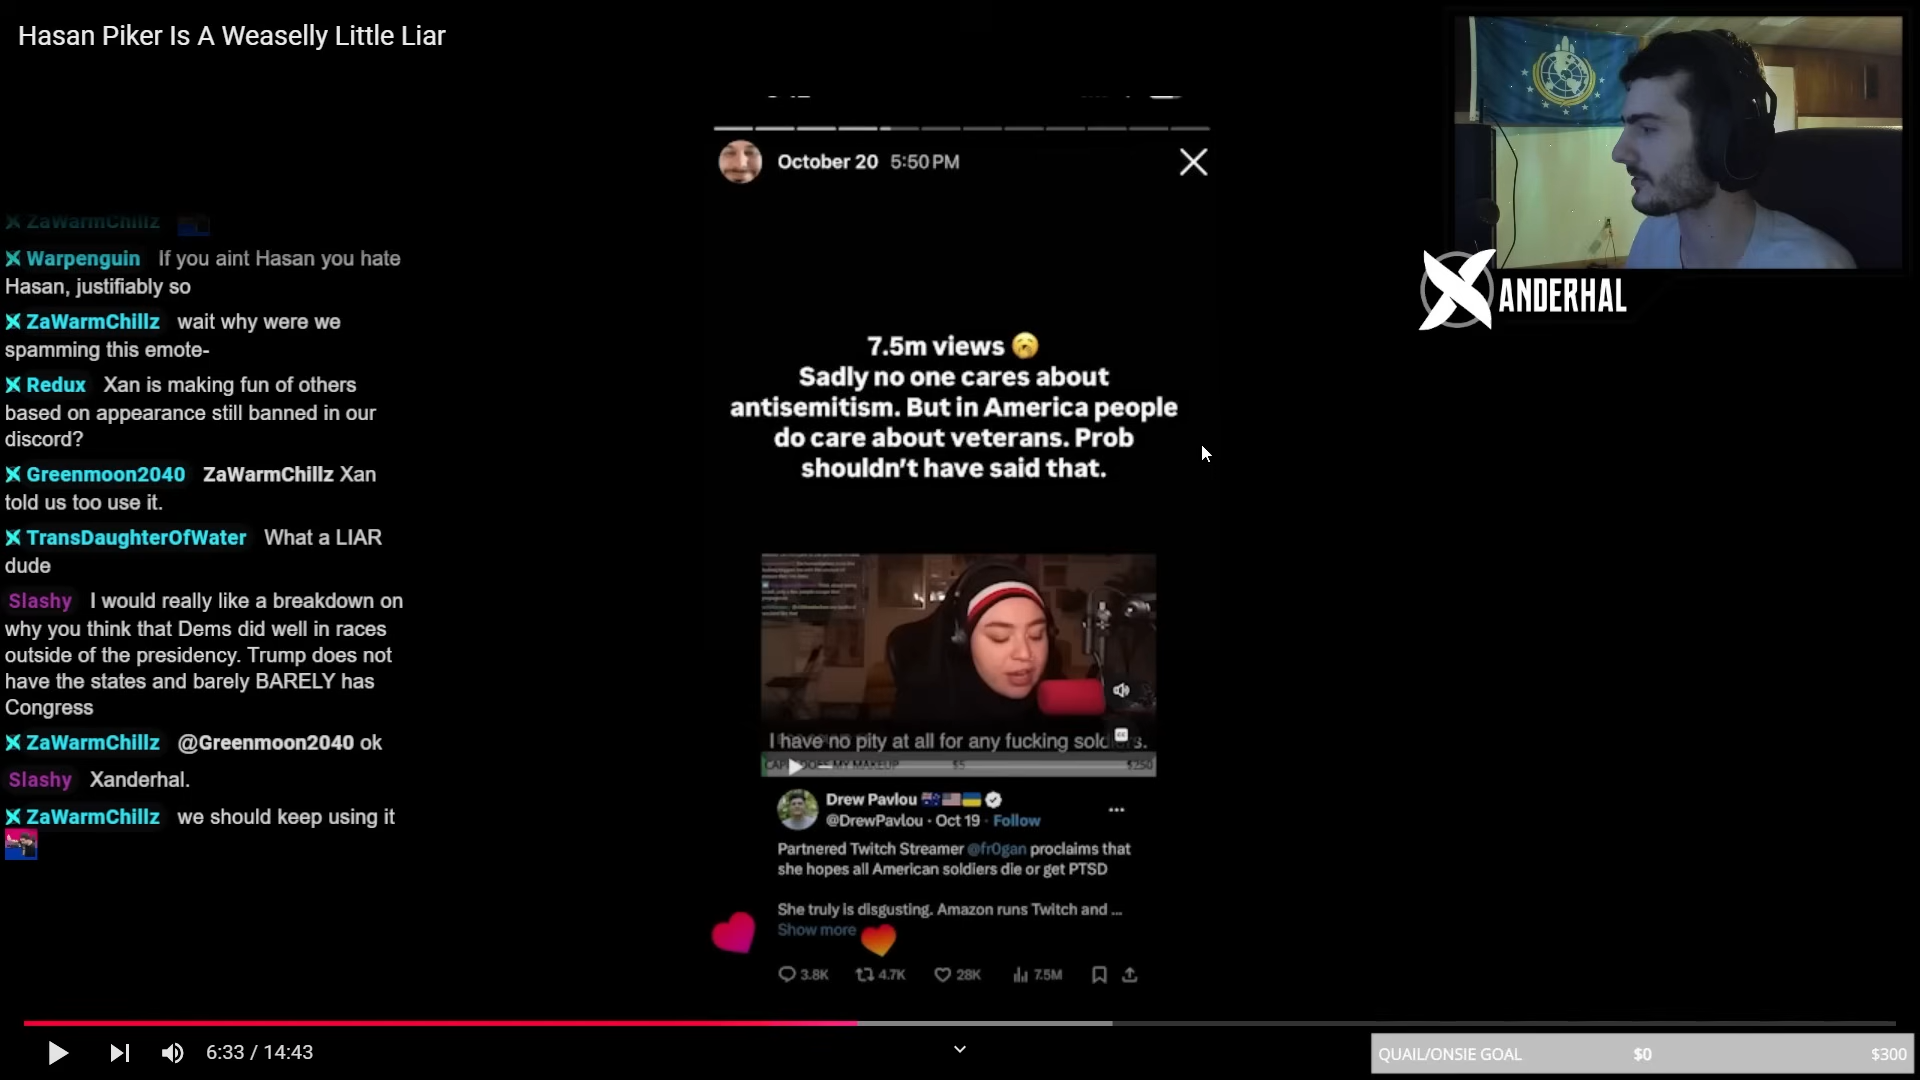 Hasan Piker Is A Weaselly Little Liar
ZaWarmChillz
Warpenguin If you aint Hasan you hate
Hasan, justifiably so
ZaWarmChillz wait why were we
spamming this emote-
Redux Xan is making fun of others
based on appearance still banned in our
discord?
Greenmoon2040 ZaWarmChillz Xan
told us too use it.
TransDaughterOfWater What a LIAR
dude
Slashy I would really like a breakdown on
why you think that Dems did well in races
outside of the presidency. Trump does not
have the states and barely BARELY has
Congress
ZaWarmChillz @Greenmoon2040 ok
Slashy Xanderhal.
ZaWarmChillz we should keep using it
October 20 5:50 PM
7.5m views
Sadly no one cares about
antisemitism. But in America people
do care about veterans. Prob
shouldn't have said that.
I have no pity at all for any fucking soldiers.
DOES MY MAKEUP $5 $250
Drew Pavlou
@DrewPavlou · Oct 19 · Follow
Partnered Twitch Streamer @fr0gan proclaims that
she hopes all American soldiers die or get PTSD
She truly is disgusting. Amazon runs Twitch and ...
Show more
3.8K 4.7K 28K 7.5M
XANDERHAL
6:33 / 14:43
QUAIL/ONSIE GOAL $0 $300